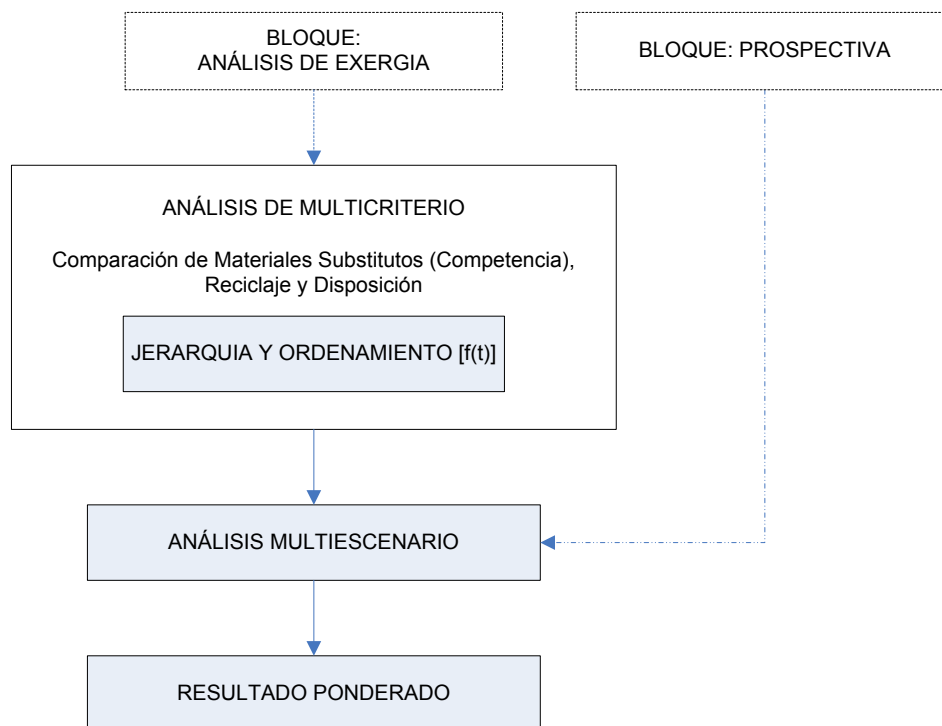 BLOQUE:
ANÁLISIS DE EXERGIA
BLOQUE: PROSPECTIVA
ANÁLISIS DE MULTICRITERIO
Comparación de Materiales Substitutos (Competencia),
Reciclaje y Disposición
JERARQUIA Y ORDENAMIENTO [f(t)]
ANÁLISIS MULTIESCENARIO
RESULTADO PONDERADO